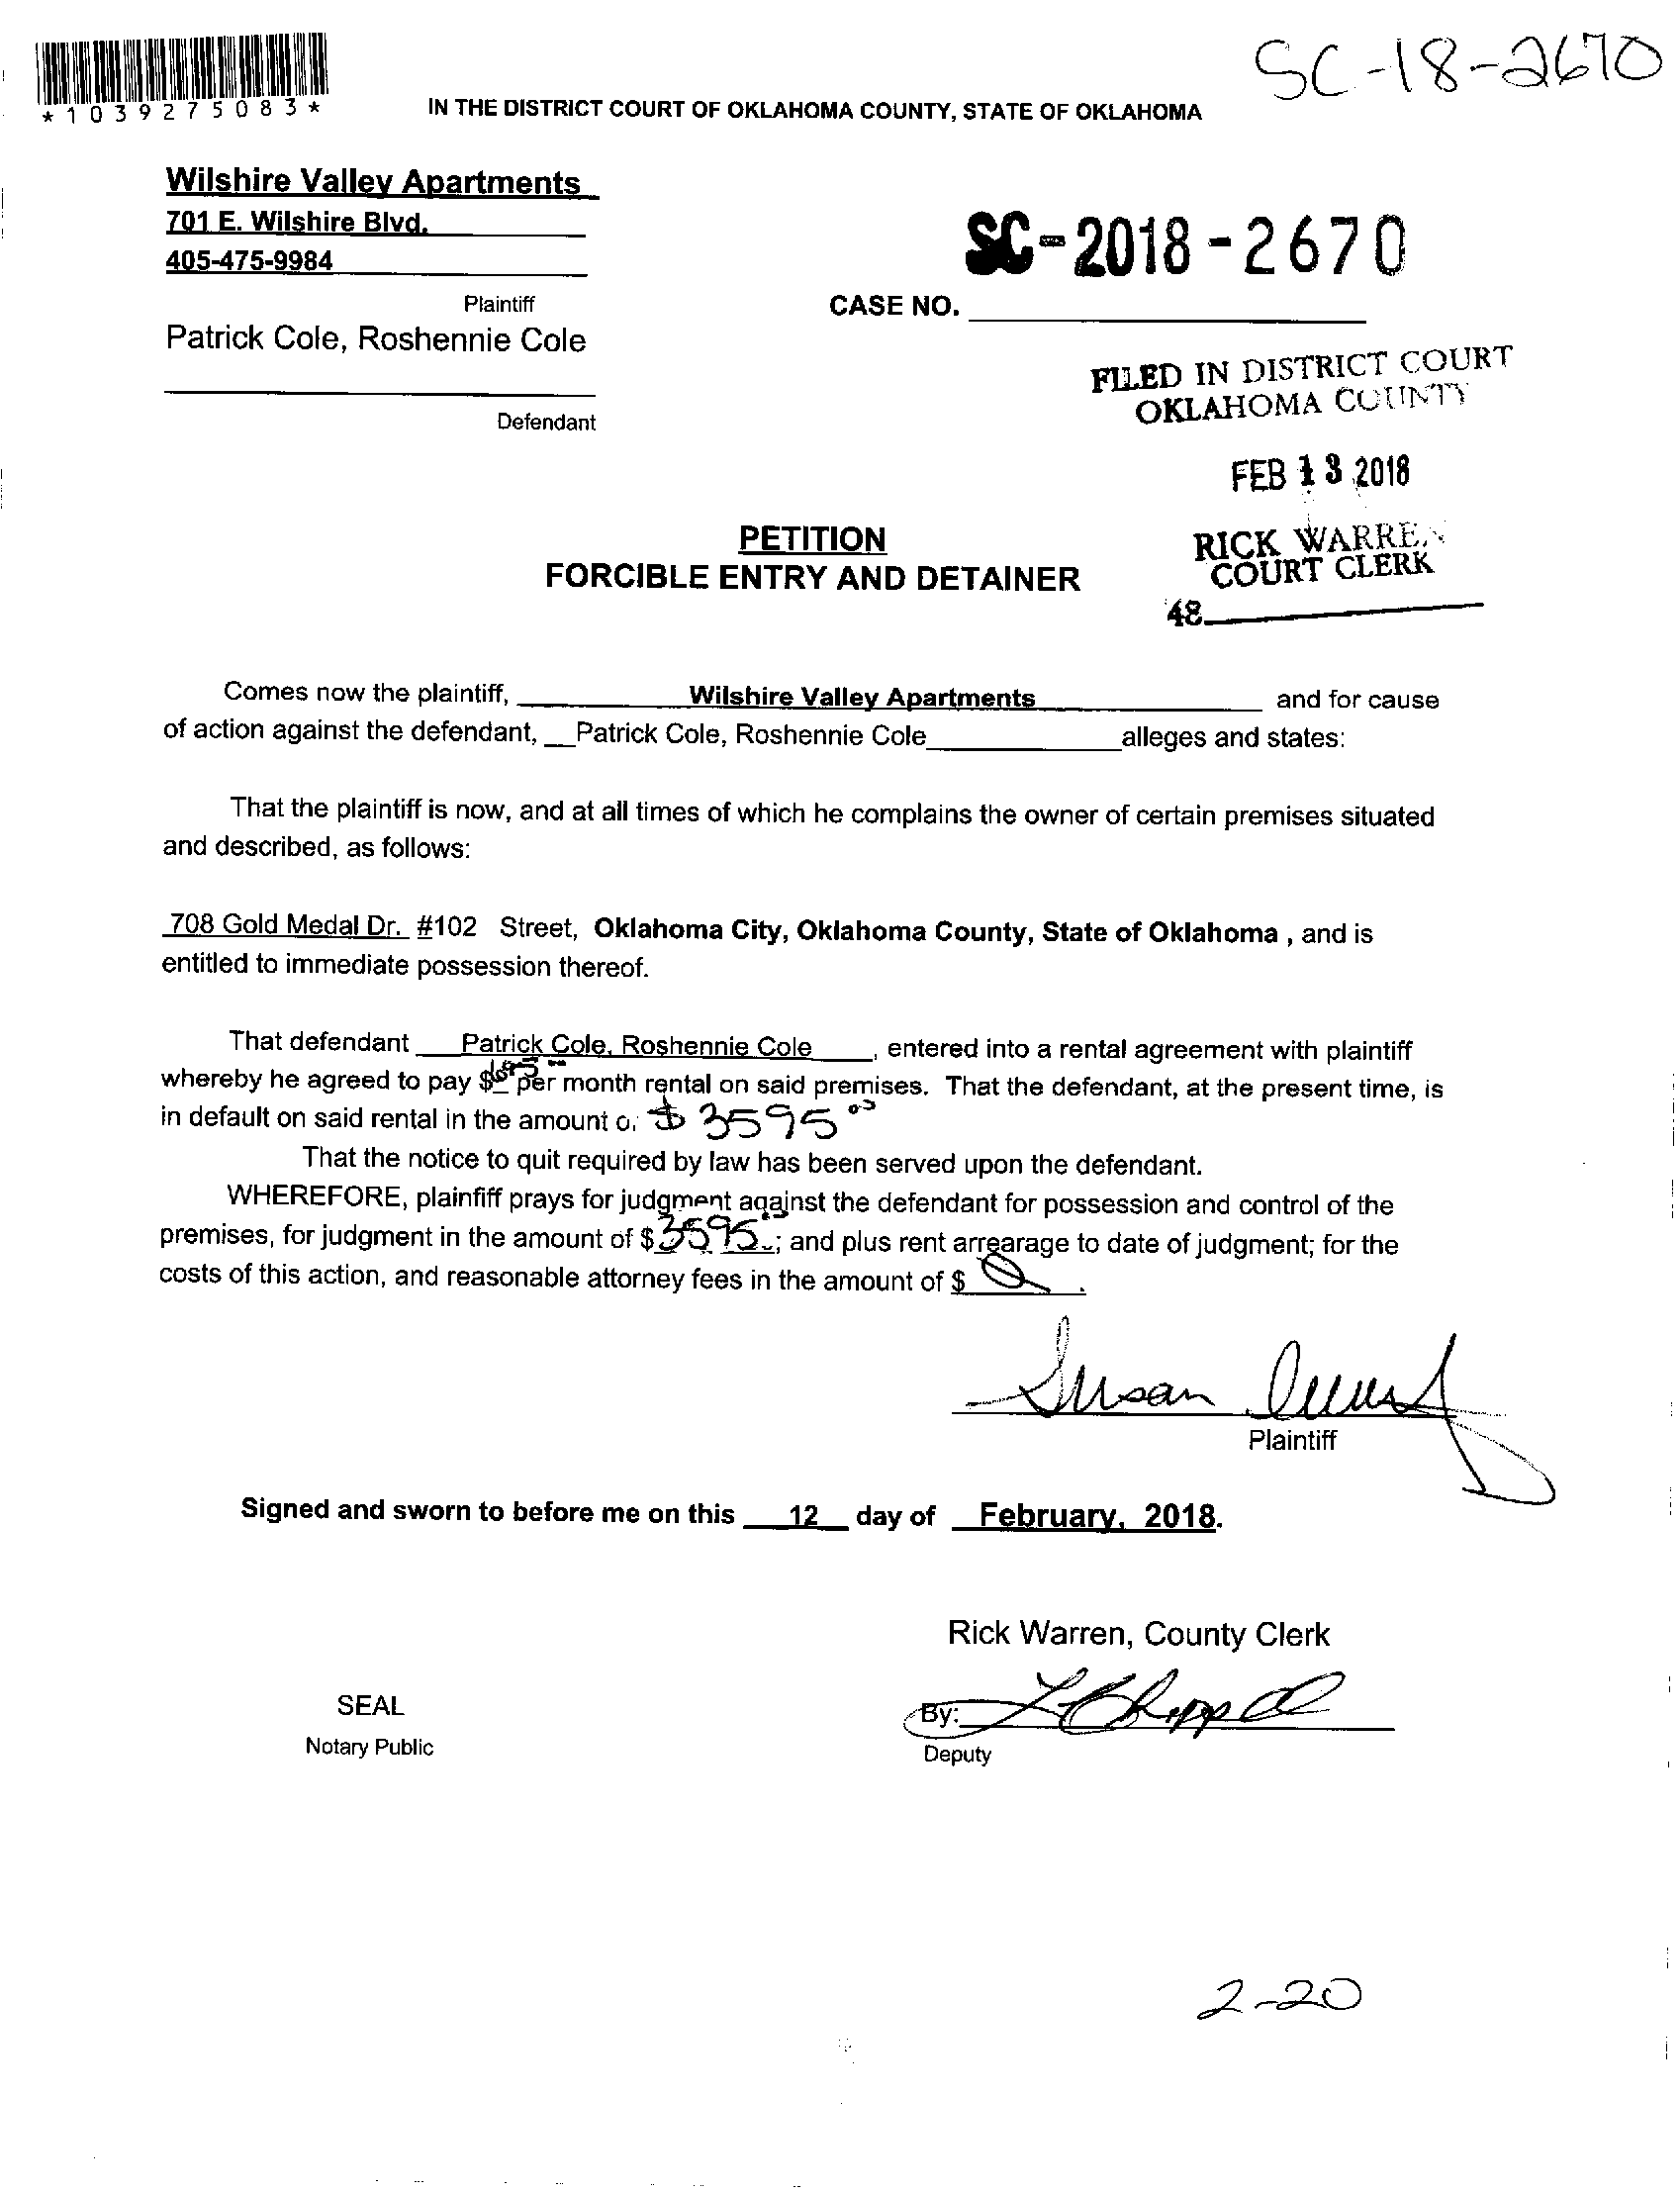 SC-18-2670
*1039275083*
IN THE DISTRICT COURT OF OKLAHOMA COUNTY, STATE OF OKLAHOMA
Wilshire Valley Apartments
701 E. Wilshire Blvd.
405-475-9984
SC-2018-2670
Plaintiff
CASE NO.
Patrick Cole, Roshennie Cole
Defendant
FILED IN DISTRICT COURT
OKLAHOMA COUNTY
FEB 13 2018
RICK WARREN
COURT CLERK
48
PETITION
FORCIBLE ENTRY AND DETAINER
Comes now the plaintiff, Wilshire Valley Apartments and for cause
of action against the defendant, Patrick Cole, Roshennie Cole alleges and states:
That the plaintiff is now, and at all times of which he complains the owner of certain premises situated
and described, as follows:
708 Gold Medal Dr. #102 Street, Oklahoma City, Oklahoma County, State of Oklahoma , and is
entitled to immediate possession thereof.
That defendant Patrick Cole, Roshennie Cole , entered into a rental agreement with plaintiff
whereby he agreed to pay $ per month rental on said premises. That the defendant, at the present time, is
in default on said rental in the amount of $ 3595 00
That the notice to quit required by law has been served upon the defendant.
WHEREFORE, plainfiff prays for judgment against the defendant for possession and control of the
premises, for judgment in the amount of $ 3595 ; and plus rent arrearage to date of judgment; for the
costs of this action, and reasonable attorney fees in the amount of $ 0 .
Susan
Plaintiff
Signed and sworn to before me on this 12 day of February, 2018.
Rick Warren, County Clerk
SEAL
By:
Notary Public
Deputy
2-20